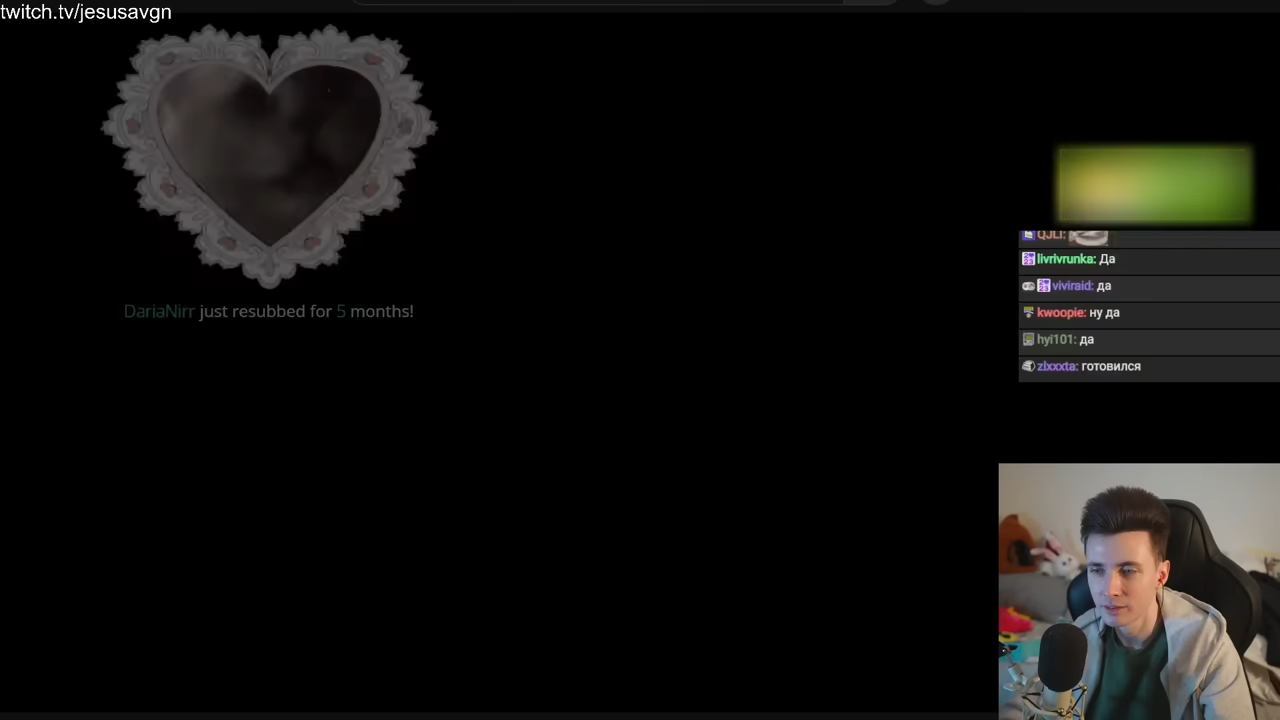 twitch.tv/jesusavgn
DariaNirr just resubbed for 5 months!
QJLI:
livrivrunka: Да
viviraid: да
kwoopie: ну да
hyi101: да
zlxxxta: готовился